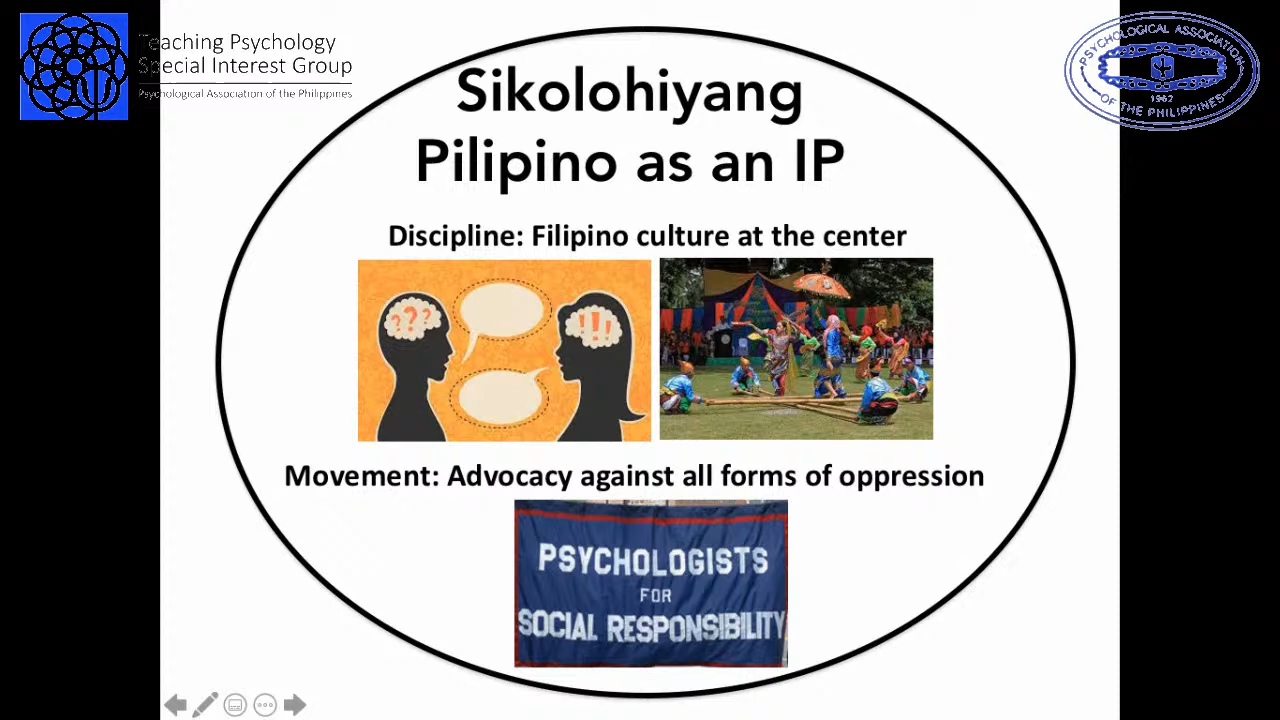 Teaching Psychology
Special Interest Group
Psychological Association of the Philippines
PSYCHOLOGICAL ASSOCIATION
1962
OF THE PHILIPPINES
Sikolohiyang
Pilipino as an IP
Discipline: Filipino culture at the center
???
!!!
Movement: Advocacy against all forms of oppression
PSYCHOLOGISTS
FOR
SOCIAL RESPONSIBILITY